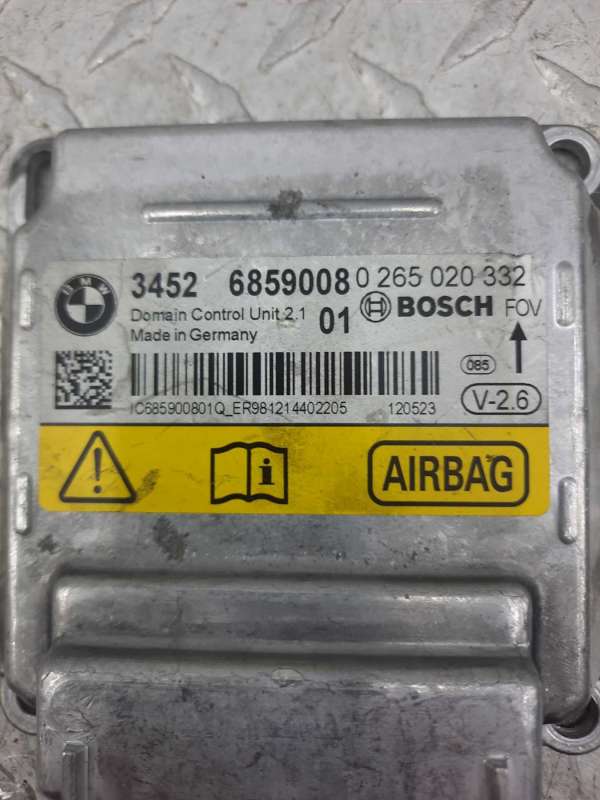 BMW
3452 6859008 0 265 020 332
Domain Control Unit 2.1 01 BOSCH FOV
Made in Germany
085
IC685900801Q_ER981214402205 120523
V-2.6
AIRBAG